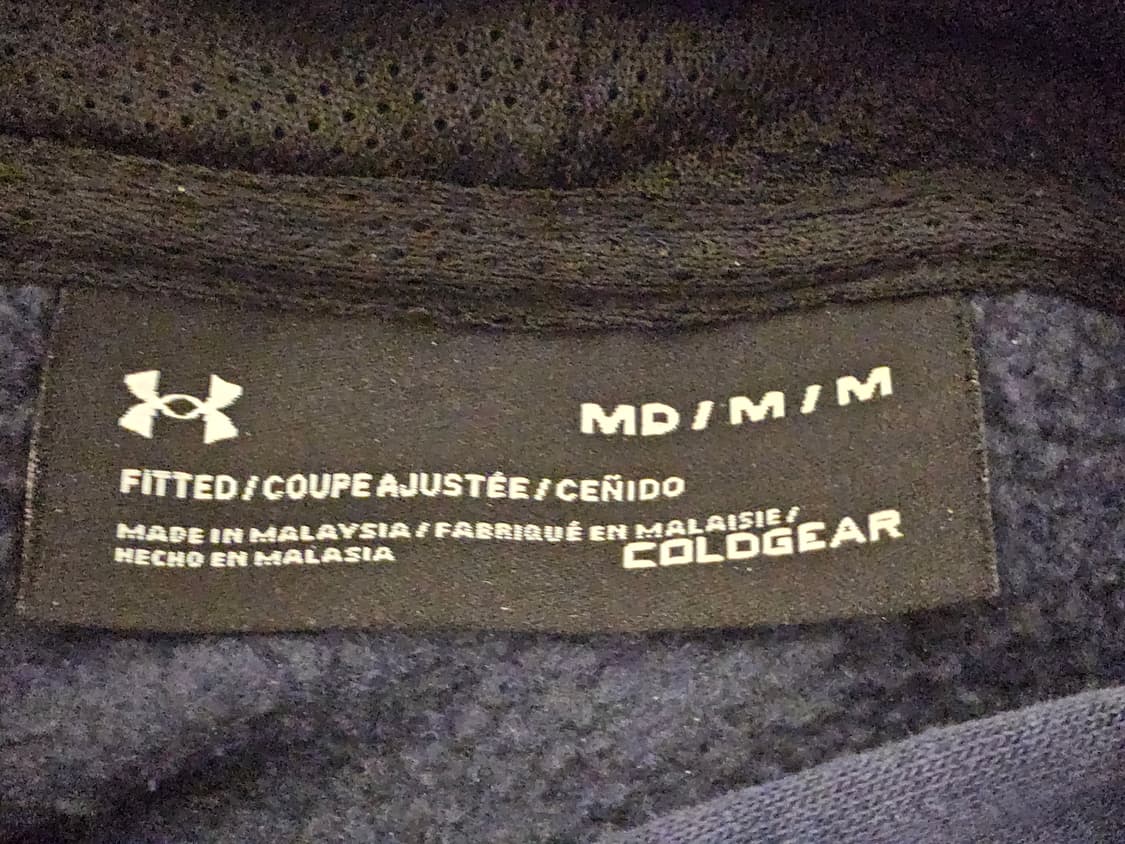 MD / M / M
FITTED / COUPE AJUSTÉE / CEÑIDO
MADE IN MALAYSIA / FABRIQUÉ EN MALAISIE /
HECHO EN MALASIA
COLDGEAR